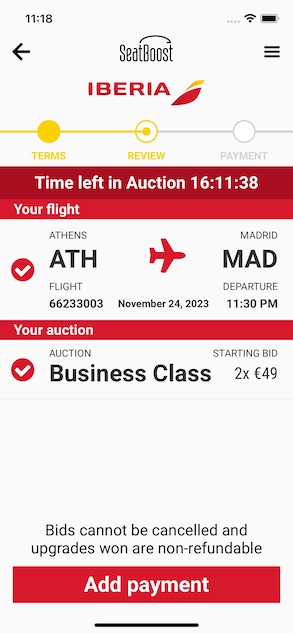 11:18
SeatBoost
IBERIA
TERMS REVIEW PAYMENT
Time left in Auction 16:11:38
Your flight
ATHENS MADRID
ATH MAD
FLIGHT DEPARTURE
66233003 November 24, 2023 11:30 PM
Your auction
AUCTION STARTING BID
Business Class 2x €49
Bids cannot be cancelled and
upgrades won are non-refundable
Add payment